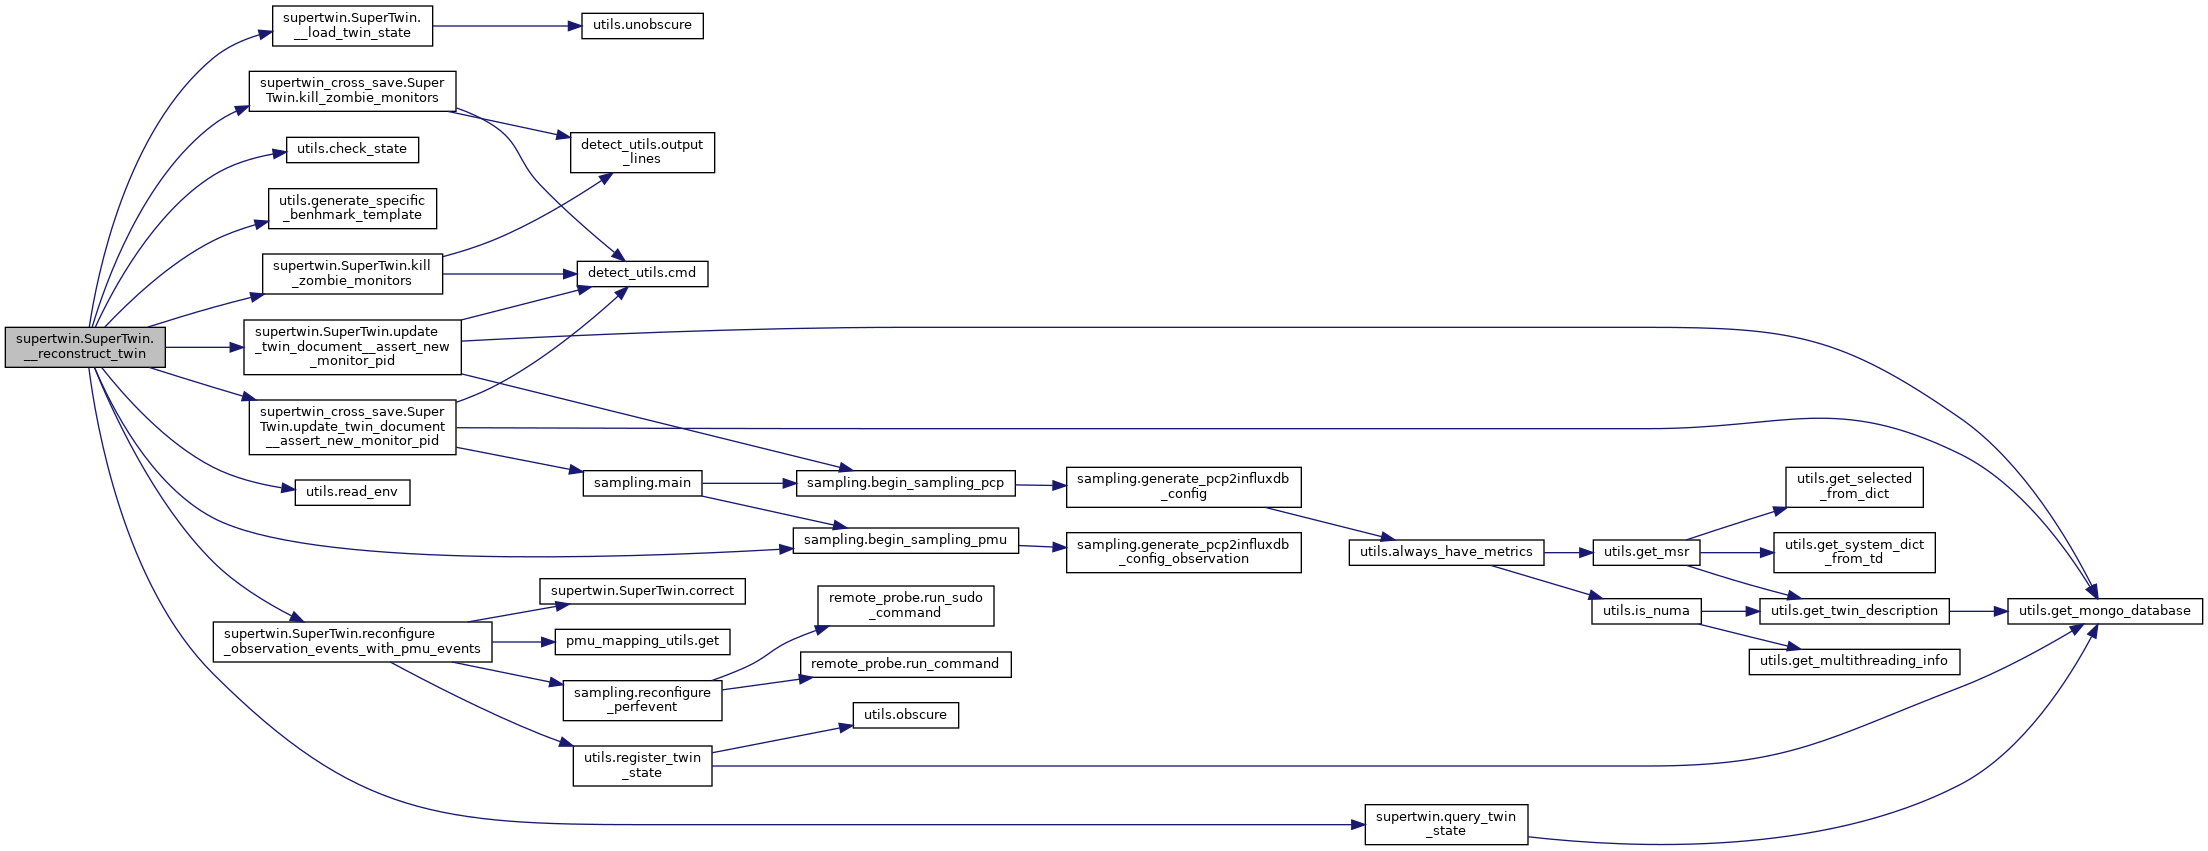 supertwin.SuperTwin.
__reconstruct_twin
supertwin.SuperTwin.
__load_twin_state
utils.unobscure
supertwin_cross_save.Super
Twin.kill_zombie_monitors
detect_utils.output
_lines
utils.check_state
utils.generate_specific
_benhmark_template
supertwin.SuperTwin.kill
_zombie_monitors
detect_utils.cmd
supertwin.SuperTwin.update
_twin_document__assert_new
_monitor_pid
supertwin_cross_save.Super
Twin.update_twin_document
__assert_new_monitor_pid
utils.read_env
sampling.main
sampling.begin_sampling_pcp
sampling.generate_pcp2influxdb
_config
sampling.begin_sampling_pmu
sampling.generate_pcp2influxdb
_config_observation
utils.always_have_metrics
utils.get_msr
utils.get_selected
_from_dict
utils.get_system_dict
_from_td
utils.is_numa
utils.get_twin_description
utils.get_mongo_database
utils.get_multithreading_info
supertwin.SuperTwin.reconfigure
_observation_events_with_pmu_events
supertwin.SuperTwin.correct
pmu_mapping_utils.get
sampling.reconfigure
_perfevent
remote_probe.run_sudo
_command
remote_probe.run_command
utils.register_twin
_state
utils.obscure
supertwin.query_twin
_state